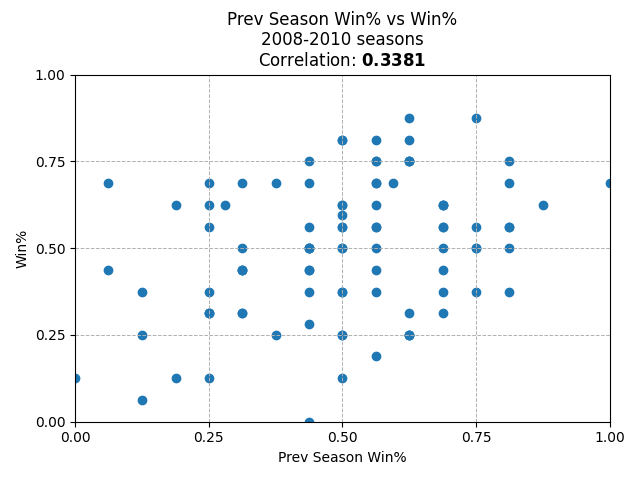 Prev Season Win% vs Win%
2008-2010 seasons
Correlation: 0.3381
1.00
0.75
0.50
0.25
0.00
Win%
0.00 0.25 0.50 0.75 1.00
Prev Season Win%